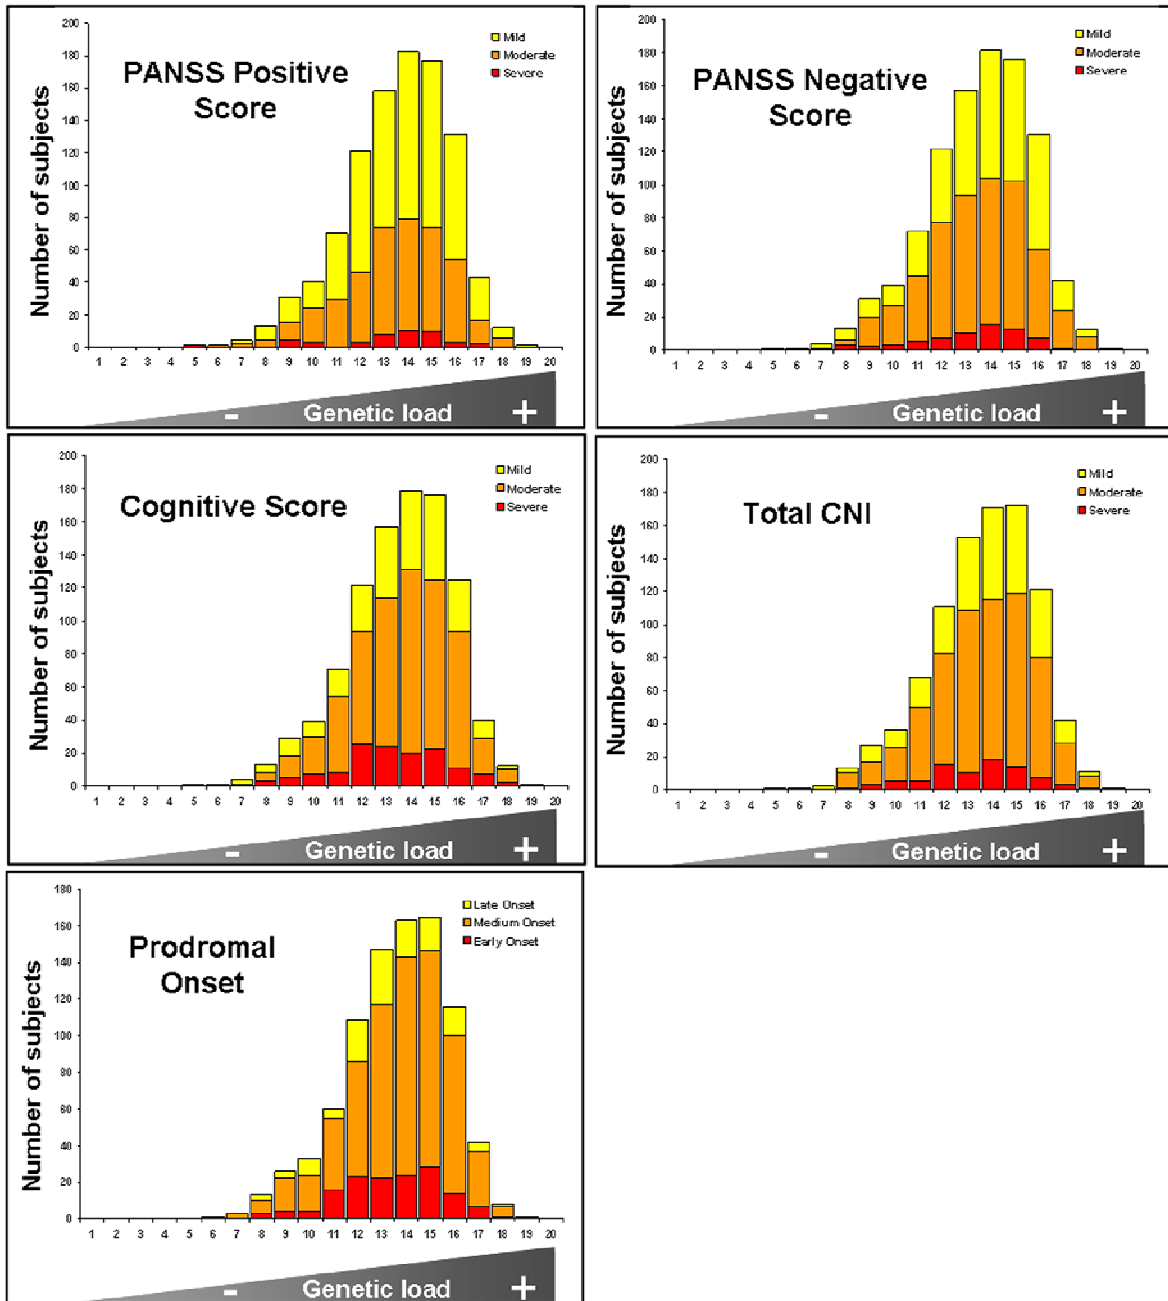 PANSS Positive
Score
Number of subjects
Mild
Moderate
Severe
200
180
160
140
120
100
80
60
40
20
0
1 2 3 4 5 6 7 8 9 10 11 12 13 14 15 16 17 18 19 20
- Genetic load +
PANSS Negative
Score
Number of subjects
Mild
Moderate
Severe
200
180
160
140
120
100
80
60
40
20
0
1 2 3 4 5 6 7 8 9 10 11 12 13 14 15 16 17 18 19 20
- Genetic load +
Cognitive Score
Number of subjects
Mild
Moderate
Severe
200
180
160
140
120
100
80
60
40
20
0
1 2 3 4 5 6 7 8 9 10 11 12 13 14 15 16 17 18 19 20
- Genetic load +
Total CNI
Number of subjects
Mild
Moderate
Severe
200
180
160
140
120
100
80
60
40
20
0
1 2 3 4 5 6 7 8 9 10 11 12 13 14 15 16 17 18 19 20
- Genetic load +
Prodromal
Onset
Number of subjects
Late Onset
Medium Onset
Early Onset
180
160
140
120
100
80
60
40
20
0
1 2 3 4 5 6 7 8 9 10 11 12 13 14 15 16 17 18 19 20
- Genetic load +